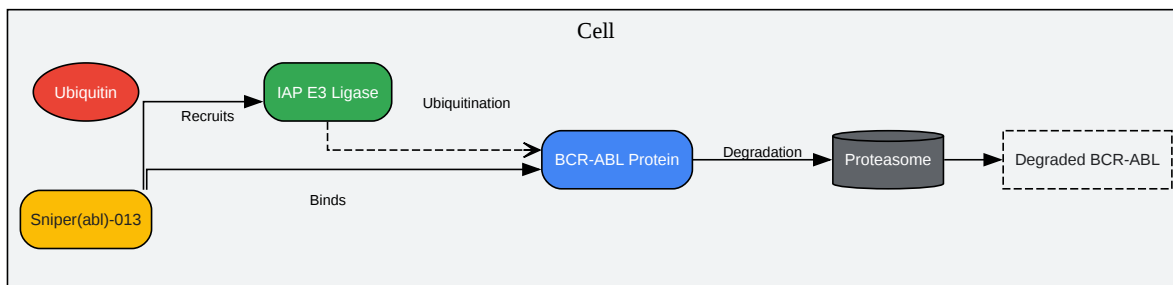 Cell
Ubiquitin
IAP E3 Ligase
Ubiquitination
Recruits
BCR-ABL Protein
Degradation
Proteasome
Degraded BCR-ABL
Binds
Sniper(abl)-013